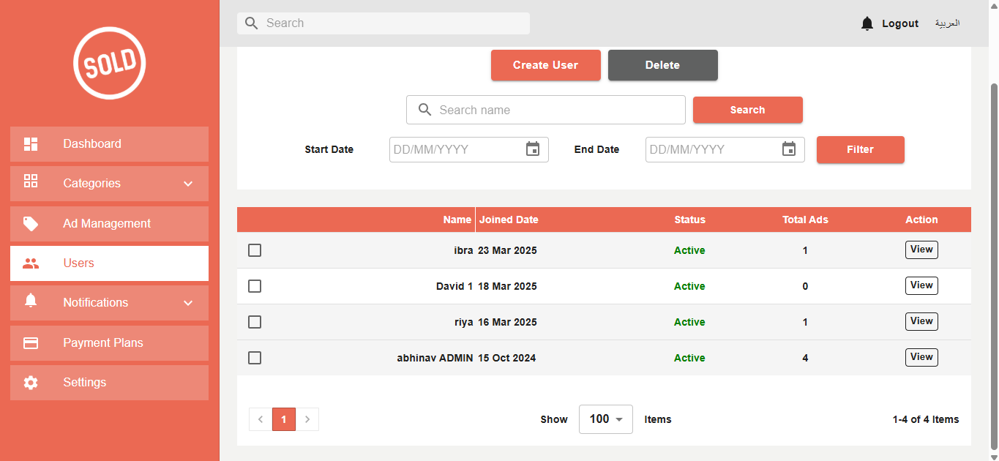 SOLD
Dashboard
Categories
Ad Management
Users
Notifications
Payment Plans
Settings
Search
Logout العربية
Create User Delete
Search name Search
Start Date DD/MM/YYYY End Date DD/MM/YYYY Filter
Name Joined Date Status Total Ads Action
ibra 23 Mar 2025 Active 1 View
David 1 18 Mar 2025 Active 0 View
riya 16 Mar 2025 Active 1 View
abhinav ADMIN 15 Oct 2024 Active 4 View
1 Show 100 Items 1-4 of 4 Items